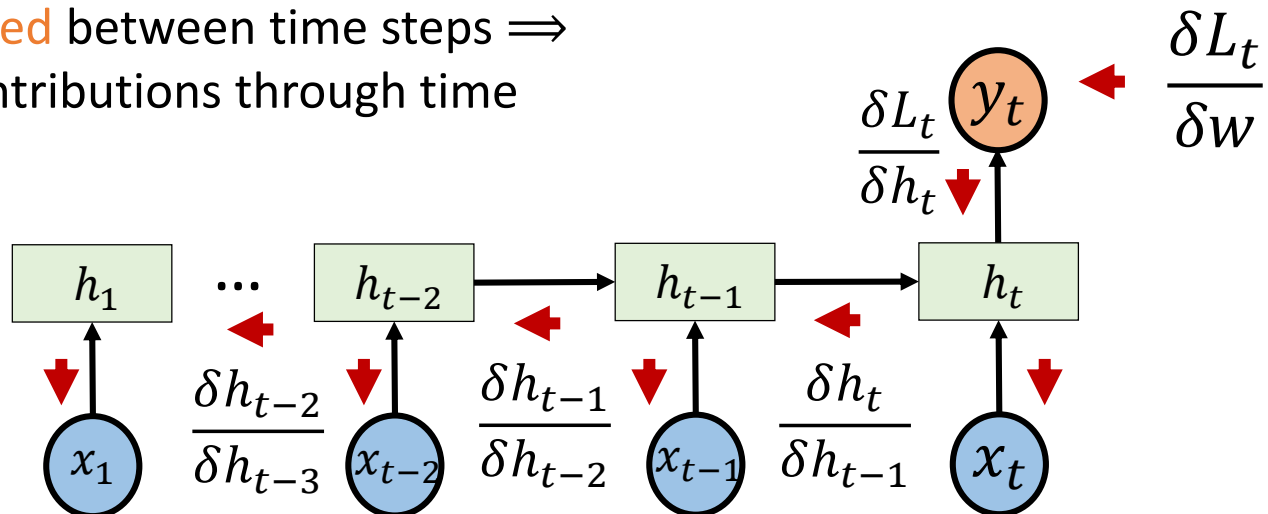 ed between time steps ⟹
ntributions through time
y_t
δL_t
δw
δL_t
δh_t
h_1
...
h_{t−2}
h_{t−1}
h_t
δh_{t−2}
δh_{t−3}
δh_{t−1}
δh_{t−2}
δh_t
δh_{t−1}
x_1
x_{t−2}
x_{t−1}
x_t